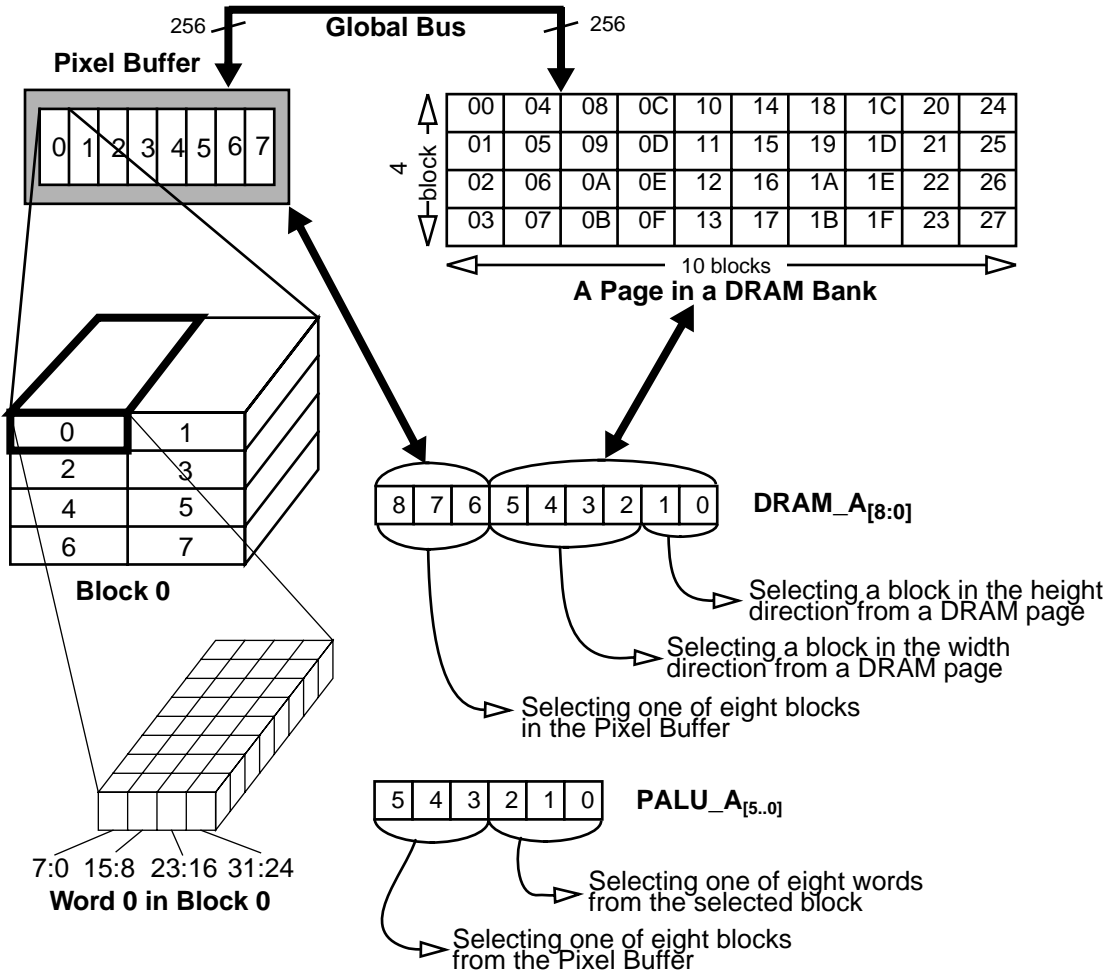 256
Global Bus
256
Pixel Buffer
0 1 2 3 4 5 6 7
4
block
00 04 08 0C 10 14 18 1C 20 24
01 05 09 0D 11 15 19 1D 21 25
02 06 0A 0E 12 16 1A 1E 22 26
03 07 0B 0F 13 17 1B 1F 23 27
10 blocks
A Page in a DRAM Bank
0 1
2 3
4 5
6 7
Block 0
8 7 6 5 4 3 2 1 0
DRAM_A[8:0]
Selecting a block in the height
direction from a DRAM page
Selecting a block in the width
direction from a DRAM page
Selecting one of eight blocks
in the Pixel Buffer
7:0 15:8 23:16 31:24
Word 0 in Block 0
5 4 3 2 1 0
PALU_A[5..0]
Selecting one of eight words
from the selected block
Selecting one of eight blocks
from the Pixel Buffer